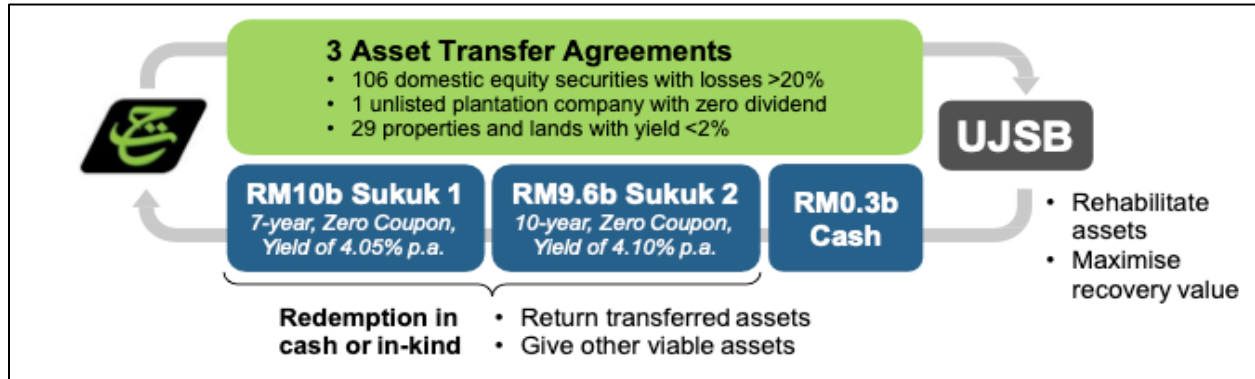 3 Asset Transfer Agreements
• 106 domestic equity securities with losses >20%
• 1 unlisted plantation company with zero dividend
• 29 properties and lands with yield <2%
UJSB
RM10b Sukuk 1
7-year, Zero Coupon,
Yield of 4.05% p.a.
RM9.6b Sukuk 2
10-year, Zero Coupon,
Yield of 4.10% p.a.
RM0.3b
Cash
• Rehabilitate
assets
• Maximise
recovery value
Redemption in
cash or in-kind
• Return transferred assets
• Give other viable assets